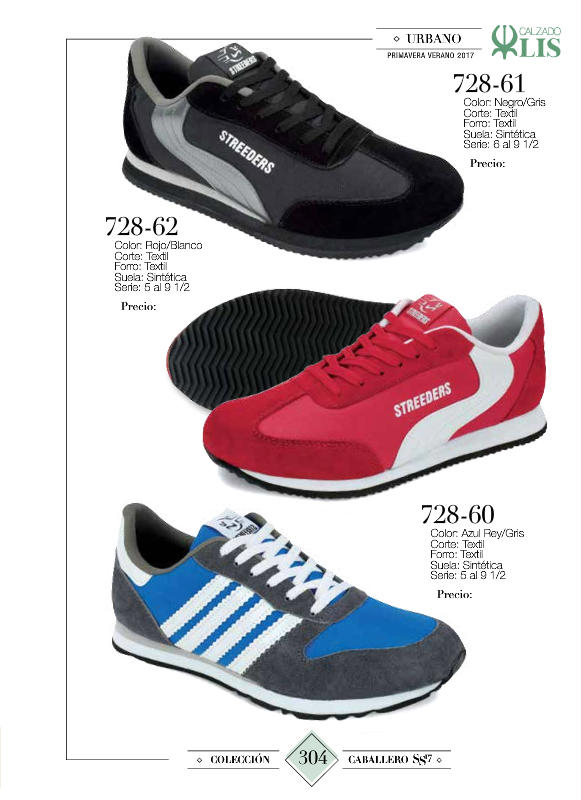 URBANO
PRIMAVERA VERANO 2017
CALZADO
LIS
728-61
Color: Negro/Gris
Corte: Textil
Forro: Textil
Suela: Sintética
Serie: 6 al 9 1/2
Precio:
STREEDERS
STREEDERS
728-62
Color: Rojo/Blanco
Corte: Textil
Forro: Textil
Suela: Sintética
Serie: 5 al 9 1/2
Precio:
STREEDERS
STREEDERS
728-60
Color: Azul Rey/Gris
Corte: Textil
Forro: Textil
Suela: Sintética
Serie: 5 al 9 1/2
Precio:
COLECCIÓN 304 CABALLERO SS17